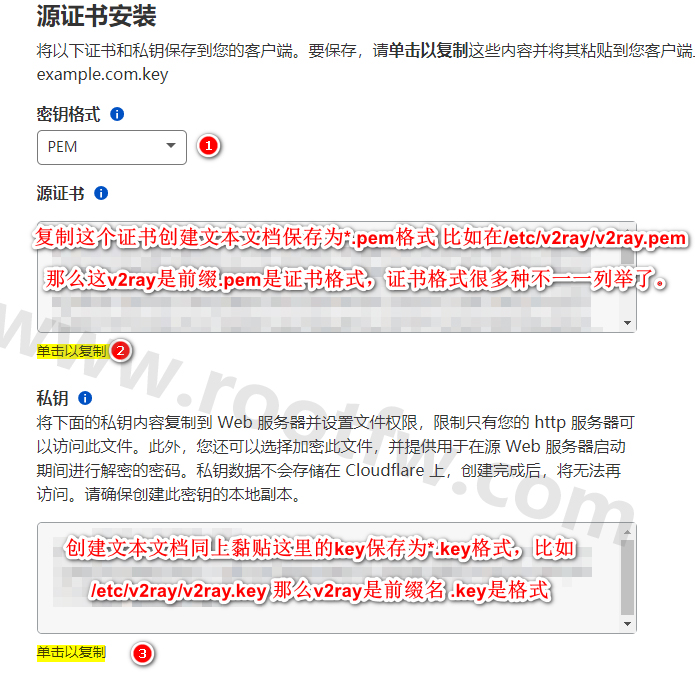 源证书安装
将以下证书和私钥保存到您的客户端。要保存，请单击以复制这些内容并将其粘贴到您客户端
example.com.key
密钥格式
PEM
1
源证书
复制这个证书创建文本文档保存为*.pem格式 比如在/etc/v2ray/v2ray.pem
那么这v2ray是前缀.pem是证书格式，证书格式很多种不一一列举了。
单击以复制 2
私钥
将下面的私钥内容复制到 Web 服务器并设置文件权限，限制只有您的 http 服务器可
以访问此文件。此外，您还可以选择加密此文件，并提供用于在源 Web 服务器启动
期间进行解密的密码。私钥数据不会存储在 Cloudflare 上，创建完成后，将无法再
访问。请确保创建此密钥的本地副本。
创建文本文档同上黏贴这里的key保存为*.key格式，比如
/etc/v2ray/v2ray.key 那么v2ray是前缀名 .key是格式
单击以复制 3
www.rootfw.com